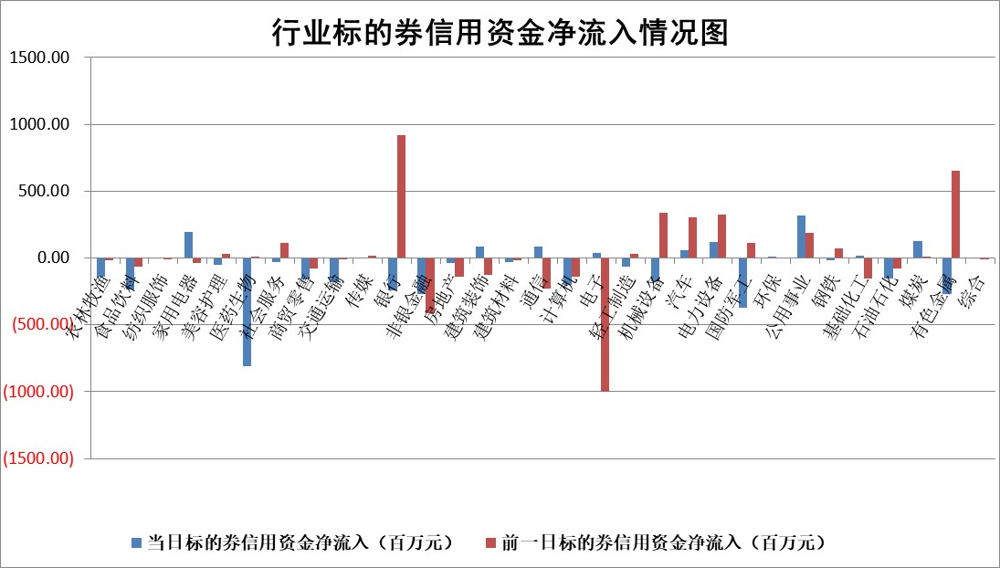 行业标的券信用资金净流入情况图
1500.00
1000.00
500.00
0.00
(500.00)
(1000.00)
(1500.00)
农林牧渔
食品饮料
纺织服饰
家用电器
美容护理
医药生物
社会服务
商贸零售
交通运输
传媒
银行
非银金融
房地产
建筑装饰
建筑材料
通信
计算机
电子
轻工制造
机械设备
汽车
电力设备
国防军工
环保
公用事业
钢铁
基础化工
石油石化
煤炭
有色金属
综合
当日标的券信用资金净流入（百万元）
前一日标的券信用资金净流入（百万元）